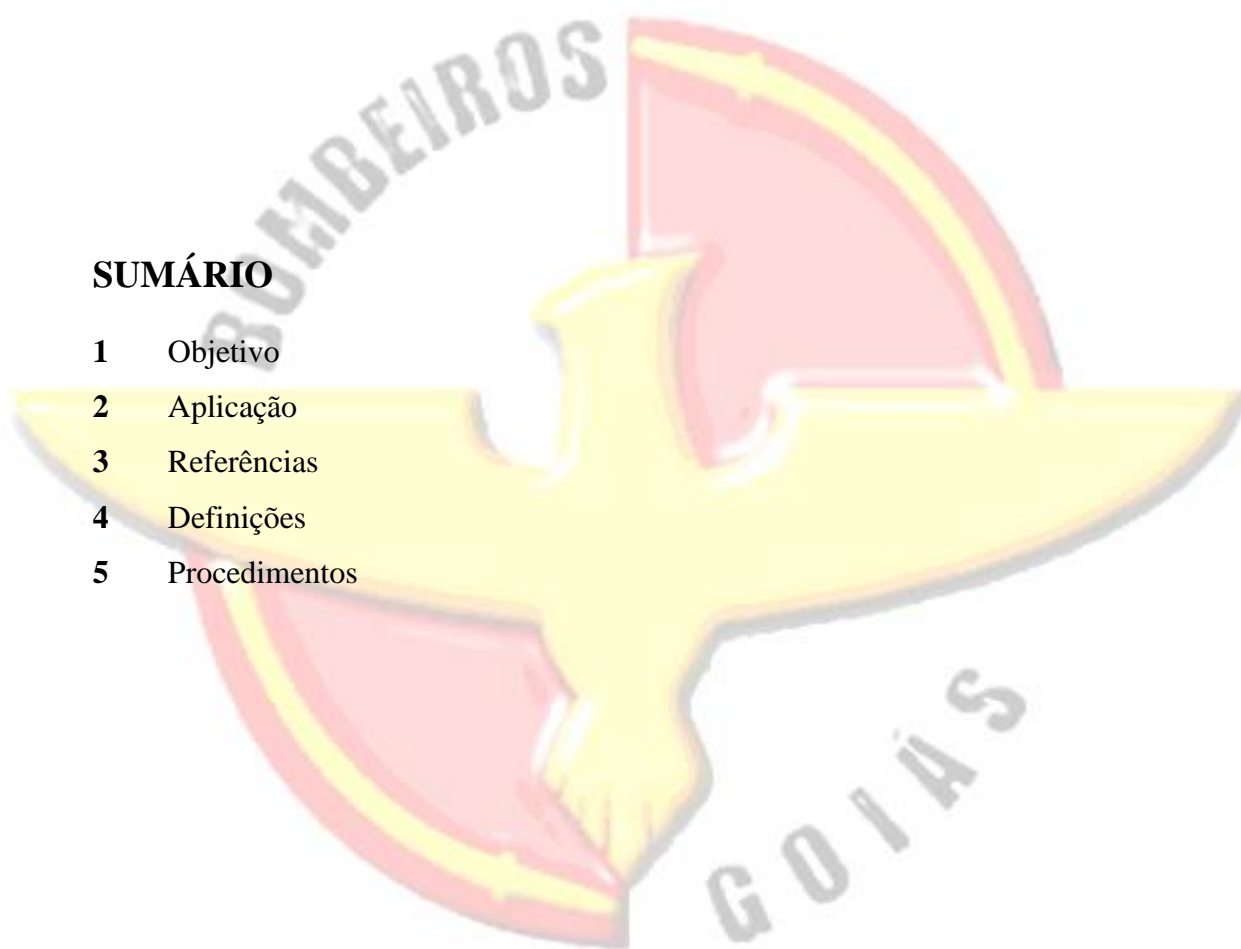 BOMBEIROS
SUMÁRIO
1 Objetivo
2 Aplicação
3 Referências
4 Definições
5 Procedimentos
GOIÁS